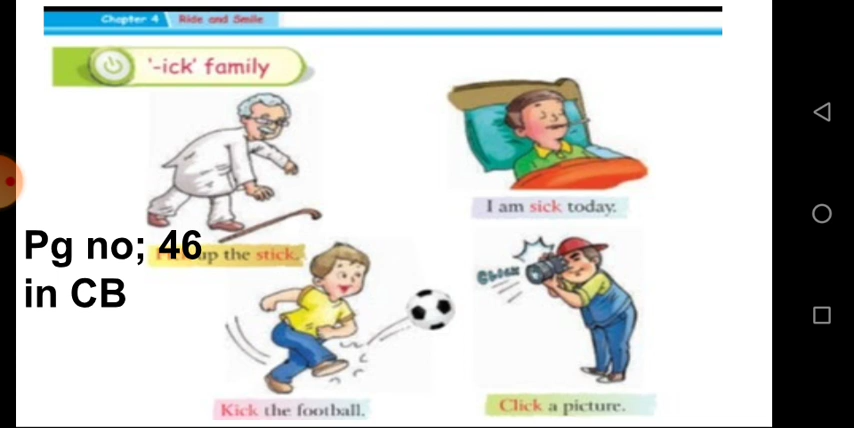 Chapter 4 Ride and Smile
'-ick' family
I am sick today.
Pg no; 46
in CB
up the stick.
CLICK
Kick the football.
Click a picture.